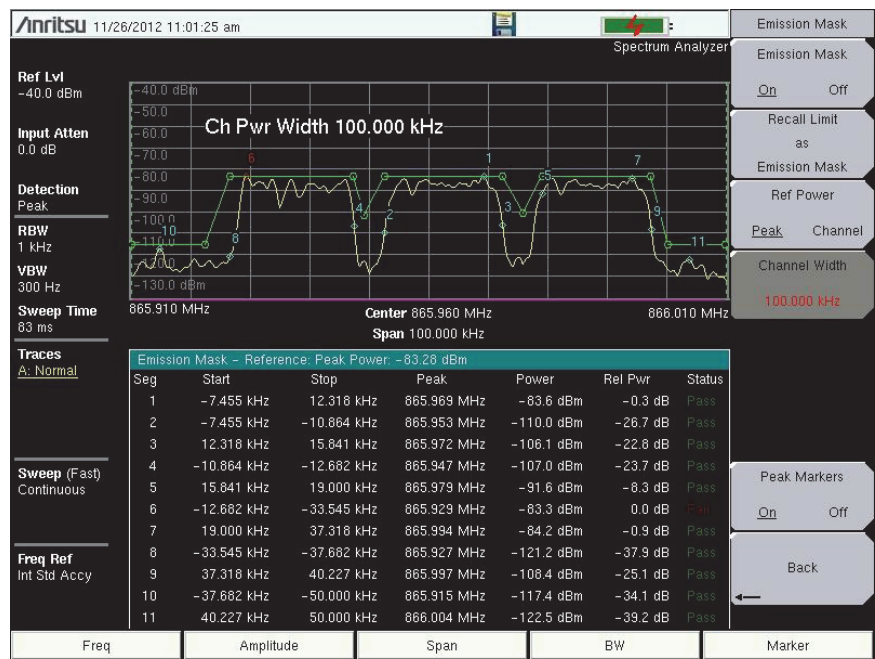 Anritsu 11/26/2012 11:01:25 am
Spectrum Analyzer
Ref Lvl
-40.0 dBm
Input Atten
0.0 dB
Detection
Peak
RBW
1 kHz
VBW
300 Hz
Sweep Time
83 ms
Traces
A: Normal
Sweep (Fast)
Continuous
Freq Ref
Int Std Accy
-40.0 dBm
-50.0
-60.0
-70.0
-80.0
-90.0
-100.0
-110.0
-120.0
-130.0 dBm
Ch Pwr Width 100.000 kHz
6
1
5
7
4
2
3
9
10
8
11
865.910 MHz
Center 865.960 MHz
866.010 MHz
Span 100.000 kHz
Emission Mask - Reference: Peak Power: -83.28 dBm
Seg Start Stop Peak Power Rel Pwr Status
1 -7.455 kHz 12.318 kHz 865.969 MHz -83.6 dBm -0.3 dB Pass
2 -7.455 kHz -10.864 kHz 865.953 MHz -110.0 dBm -26.7 dB Pass
3 12.318 kHz 15.841 kHz 865.972 MHz -106.1 dBm -22.8 dB Pass
4 -10.864 kHz -12.682 kHz 865.947 MHz -107.0 dBm -23.7 dB Pass
5 15.841 kHz 19.000 kHz 865.979 MHz -91.6 dBm -8.3 dB Pass
6 -12.682 kHz -33.545 kHz 865.929 MHz -83.3 dBm 0.0 dB Fail
7 19.000 kHz 37.318 kHz 865.994 MHz -84.2 dBm -0.9 dB Pass
8 -33.545 kHz -37.682 kHz 865.927 MHz -121.2 dBm -37.9 dB Pass
9 37.318 kHz 40.227 kHz 865.997 MHz -108.4 dBm -25.1 dB Pass
10 -37.682 kHz -50.000 kHz 865.915 MHz -117.4 dBm -34.1 dB Pass
11 40.227 kHz 50.000 kHz 866.004 MHz -122.5 dBm -39.2 dB Pass
Emission Mask
Emission Mask
On Off
Recall Limit
as
Emission Mask
Ref Power
Peak Channel
Channel Width
100.000 kHz
Peak Markers
On Off
Back
Freq
Amplitude
Span
BW
Marker